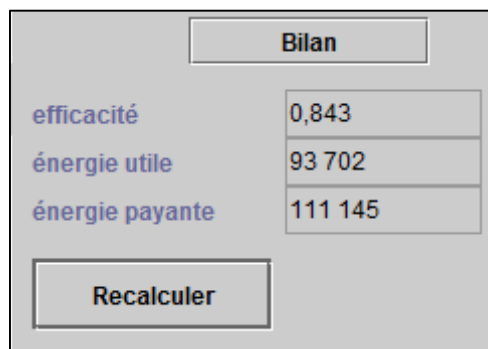 Bilan
efficacité 0,843
énergie utile 93 702
énergie payante 111 145
Recalculer